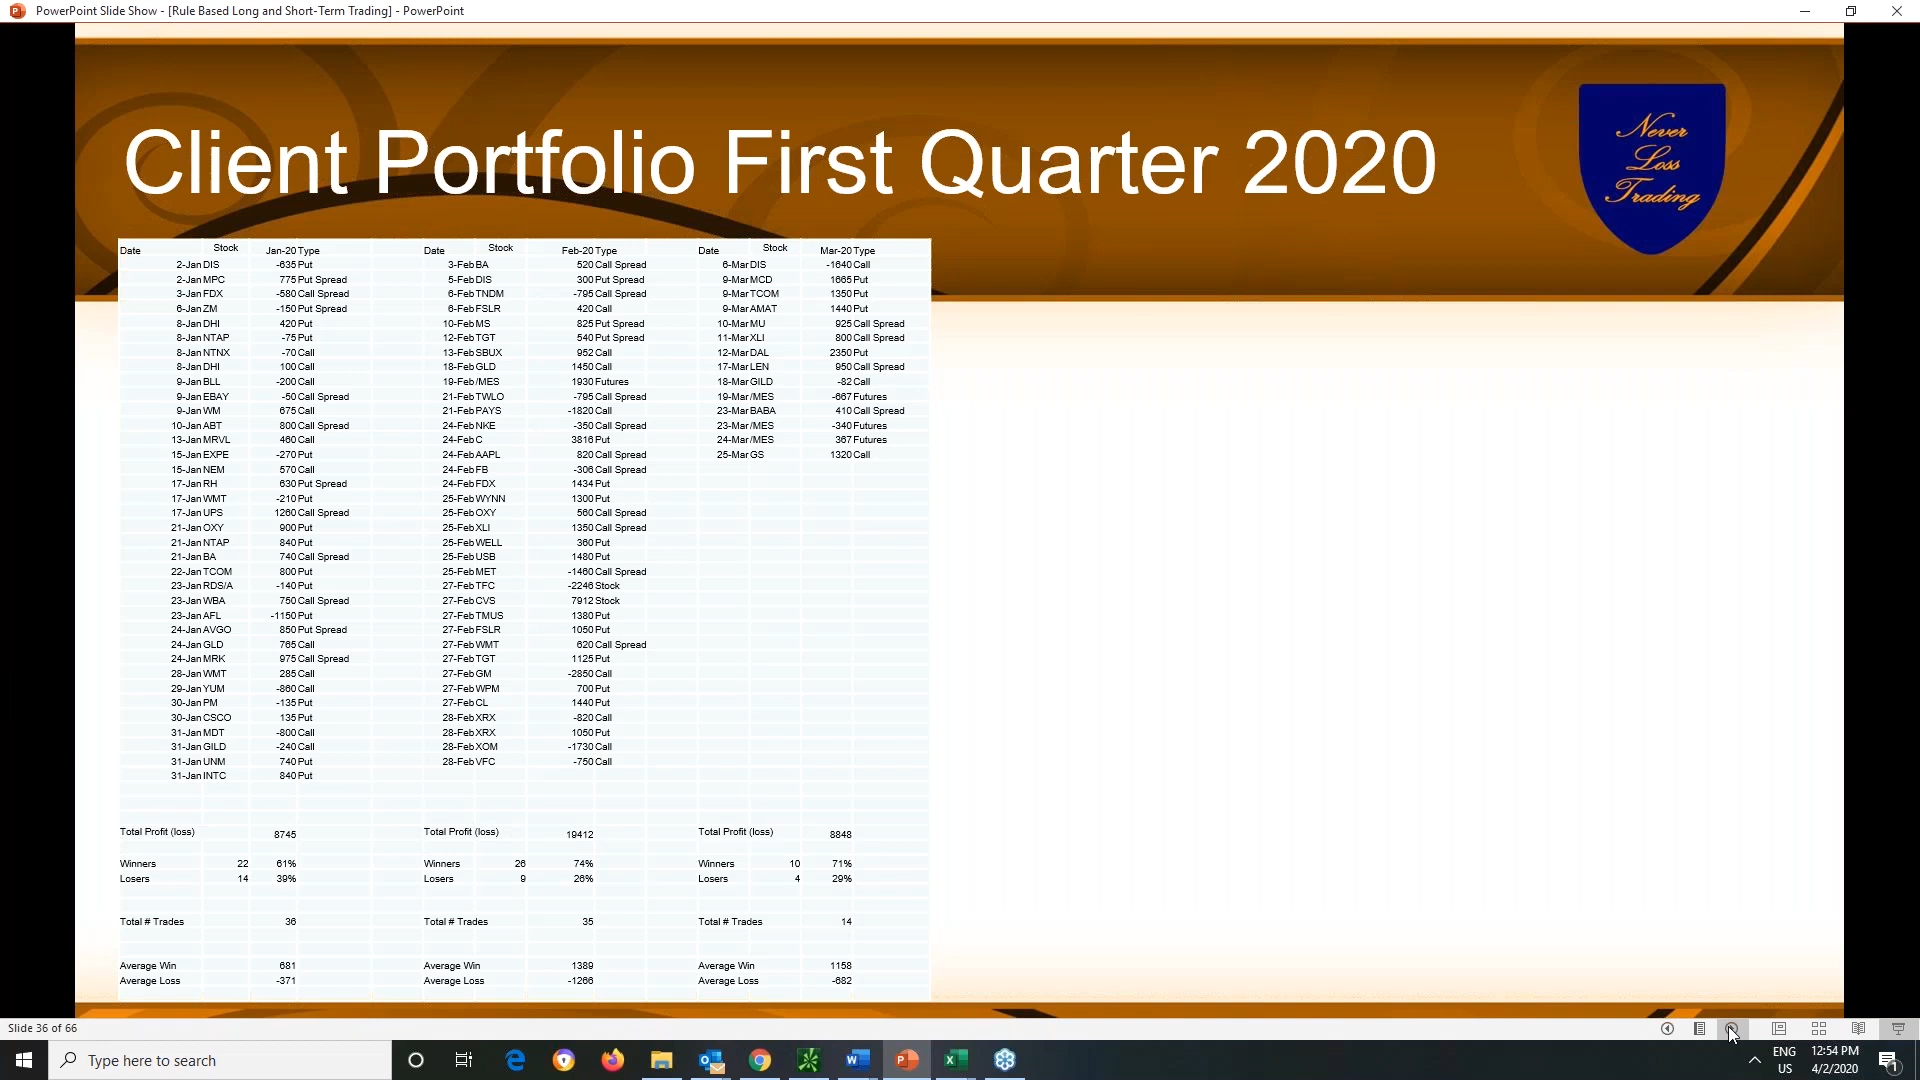 PowerPoint Slide Show - [Rule Based Long and Short-Term Trading] - PowerPoint
Client Portfolio First Quarter 2020
Never
Loss
Trading
Date Stock Jan-20 Type Date Stock Feb-20 Type Date Stock Mar-20 Type
2-Jan DIS -635 Put 3-Feb BA 520 Call Spread 6-Mar DIS -1640 Call
2-Jan MPC 775 Put Spread 5-Feb DIS 300 Put Spread 9-Mar MCD 1665 Put
3-Jan FDX -580 Call Spread 6-Feb TNDM -795 Call Spread 9-Mar TCOM 1350 Put
6-Jan ZM -150 Put Spread 6-Feb FSLR 420 Call 9-Mar AMAT 1440 Put
8-Jan DHI 420 Put 10-Feb MS 825 Put Spread 10-Mar MU 925 Call Spread
8-Jan NTAP -75 Put 12-Feb TGT 540 Put Spread 11-Mar XLI 800 Call Spread
8-Jan NTNX -70 Call 13-Feb SBUX 952 Call 12-Mar DAL 2350 Put
8-Jan DHI 100 Call 18-Feb GLD 1450 Call 17-Mar LEN 950 Call Spread
9-Jan BLL -200 Call 19-Feb /MES 1930 Futures 18-Mar GILD -82 Call
9-Jan EBAY -50 Call Spread 21-Feb TWLO -795 Call Spread 19-Mar /MES -667 Futures
9-Jan WM 675 Call 21-Feb PAYS -1820 Call 23-Mar BABA 410 Call Spread
10-Jan ABT 800 Call Spread 24-Feb NKE -350 Call Spread 23-Mar /MES -340 Futures
13-Jan MRVL 460 Call 24-Feb C 3816 Put 24-Mar /MES 367 Futures
15-Jan EXPE -270 Put 24-Feb AAPL 820 Call Spread 25-Mar GS 1320 Call
15-Jan NEM 570 Call 24-Feb FB -306 Call Spread
17-Jan RH 630 Put Spread 24-Feb FDX 1434 Put
17-Jan WMT -210 Put 25-Feb WYNN 1300 Put
17-Jan UPS 1260 Call Spread 25-Feb OXY 560 Call Spread
21-Jan OXY 900 Put 25-Feb XLI 1350 Call Spread
21-Jan NTAP 840 Put 25-Feb WELL 360 Put
21-Jan BA 740 Call Spread 25-Feb USB 1480 Put
22-Jan TCOM 800 Put 25-Feb MET -1460 Call Spread
23-Jan RDS/A -140 Put 27-Feb TFC -2246 Stock
23-Jan WBA 750 Call Spread 27-Feb CVS 7912 Stock
23-Jan AFL -1150 Put 27-Feb TMUS 1380 Put
24-Jan AVGO 850 Put Spread 27-Feb FSLR 1050 Put
24-Jan GLD 765 Call 27-Feb WMT 620 Call Spread
24-Jan MRK 975 Call Spread 27-Feb TGT 1125 Put
28-Jan WMT 285 Call 27-Feb GM -2850 Call
29-Jan YUM -860 Call 27-Feb WPM 700 Put
30-Jan PM -135 Put 27-Feb CL 1440 Put
30-Jan CSCO 135 Put 28-Feb XRX -820 Call
31-Jan MDT -800 Call 28-Feb XRX 1050 Put
31-Jan GILD -240 Call 28-Feb XOM -1730 Call
31-Jan UNM 740 Put 28-Feb VFC -750 Call
31-Jan INTC 840 Put
Total Profit (loss) 8745 Total Profit (loss) 19412 Total Profit (loss) 8848
Winners 22 61% Winners 26 74% Winners 10 71%
Losers 14 39% Losers 9 26% Losers 4 29%
Total # Trades 36 Total # Trades 35 Total # Trades 14
Average Win 681 Average Win 1389 Average Win 1158
Average Loss -371 Average Loss -1266 Average Loss -682
Slide 36 of 66
Type here to search
ENG 12:54 PM
US 4/2/2020
1